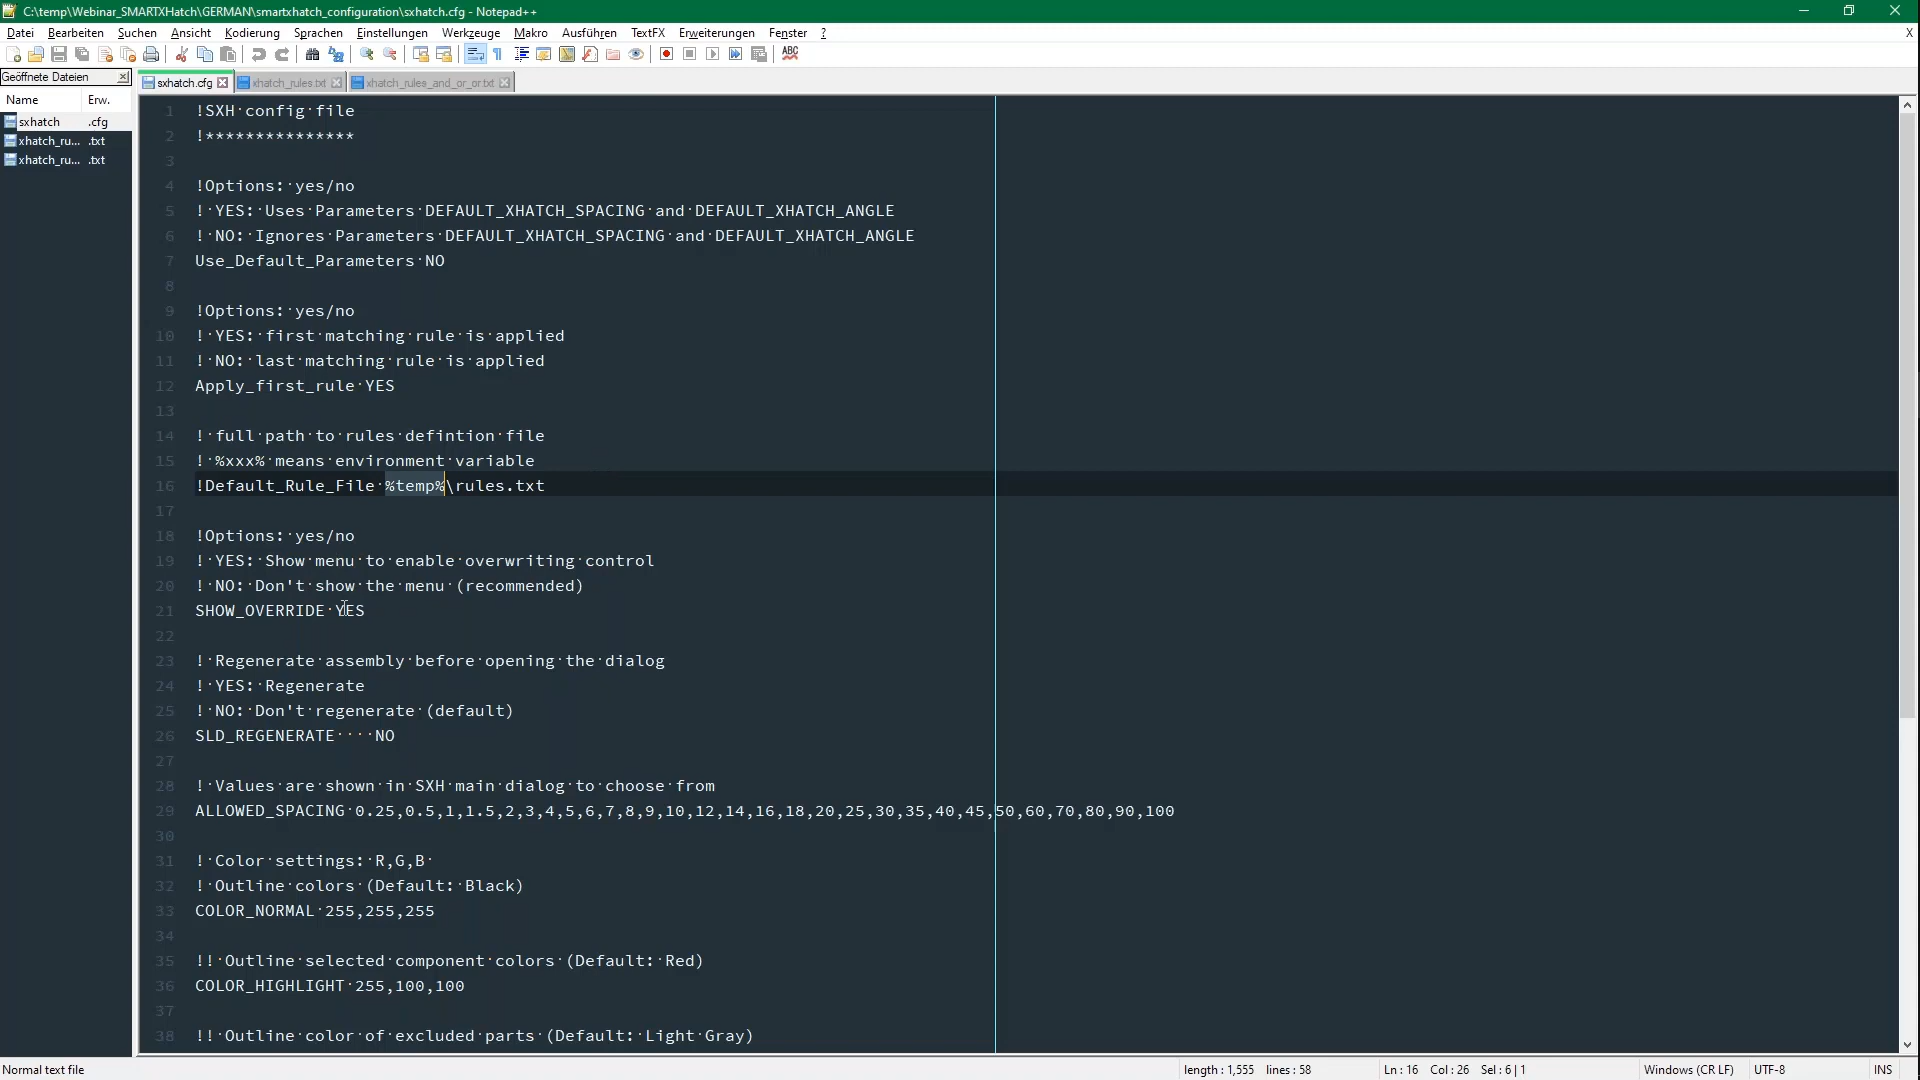 C:\temp\Webinar_SMARTXHatch\GERMAN\smartxhatch_configuration\sxhatch.cfg - Notepad++
Datei Bearbeiten Suchen Ansicht Kodierung Sprachen Einstellungen Werkzeuge Makro Ausführen TextFX Erweiterungen Fenster ? X
Geöffnete Dateien
sxhatch.cfg xhatch_rules.txt xhatch_rules_and_or_or.txt
Name Erw.
sxhatch .cfg
xhatch_ru... .txt
xhatch_ru... .txt
1 !SXH config file
2 !***************
3
4 !Options: yes/no
5 ! YES: Uses Parameters DEFAULT_XHATCH_SPACING and DEFAULT_XHATCH_ANGLE
6 ! NO: Ignores Parameters DEFAULT_XHATCH_SPACING and DEFAULT_XHATCH_ANGLE
7 Use_Default_Parameters NO
8
9 !Options: yes/no
10 ! YES: first matching rule is applied
11 ! NO: last matching rule is applied
12 Apply_first_rule YES
13
14 ! full path to rules defintion file
15 ! %xxx% means environment variable
16 !Default_Rule_File %temp%\rules.txt
17
18 !Options: yes/no
19 ! YES: Show menu to enable overwriting control
20 ! NO: Don't show the menu (recommended)
21 SHOW_OVERRIDE YES
22
23 ! Regenerate assembly before opening the dialog
24 ! YES: Regenerate
25 ! NO: Don't regenerate (default)
26 SLD_REGENERATE    NO
27
28 ! Values are shown in SXH main dialog to choose from
29 ALLOWED_SPACING 0.25,0.5,1,1.5,2,3,4,5,6,7,8,9,10,12,14,16,18,20,25,30,35,40,45,50,60,70,80,90,100
30
31 ! Color settings: R,G,B
32 ! Outline colors (Default: Black)
33 COLOR_NORMAL 255,255,255
34
35 !! Outline selected component colors (Default: Red)
36 COLOR_HIGHLIGHT 255,100,100
37
38 !! Outline color of excluded parts (Default: Light Gray)
Normal text file length : 1,555 lines : 58 Ln : 16 Col : 26 Sel : 6 | 1 Windows (CR LF) UTF-8 INS